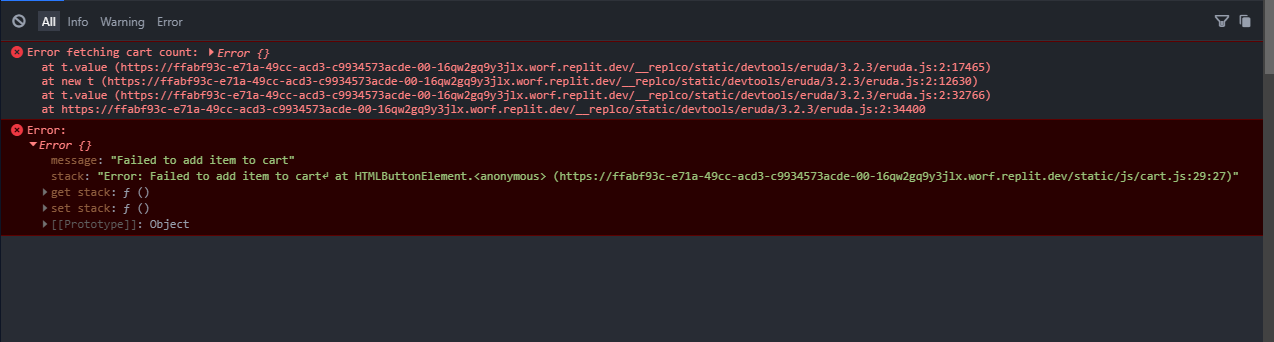 All Info Warning Error
Error fetching cart count: Error {}
at t.value (https://ffabf93c-e71a-49cc-acd3-c9934573acde-00-16qw2gq9y3jlx.worf.replit.dev/__replco/static/devtools/eruda/3.2.3/eruda.js:2:17465)
at new t (https://ffabf93c-e71a-49cc-acd3-c9934573acde-00-16qw2gq9y3jlx.worf.replit.dev/__replco/static/devtools/eruda/3.2.3/eruda.js:2:12630)
at t.value (https://ffabf93c-e71a-49cc-acd3-c9934573acde-00-16qw2gq9y3jlx.worf.replit.dev/__replco/static/devtools/eruda/3.2.3/eruda.js:2:32766)
at https://ffabf93c-e71a-49cc-acd3-c9934573acde-00-16qw2gq9y3jlx.worf.replit.dev/__replco/static/devtools/eruda/3.2.3/eruda.js:2:34400
Error:
Error {}
message: "Failed to add item to cart"
stack: "Error: Failed to add item to cart↵ at HTMLButtonElement.<anonymous> (https://ffabf93c-e71a-49cc-acd3-c9934573acde-00-16qw2gq9y3jlx.worf.replit.dev/static/js/cart.js:29:27)"
get stack: ƒ ()
set stack: ƒ ()
[[Prototype]]: Object